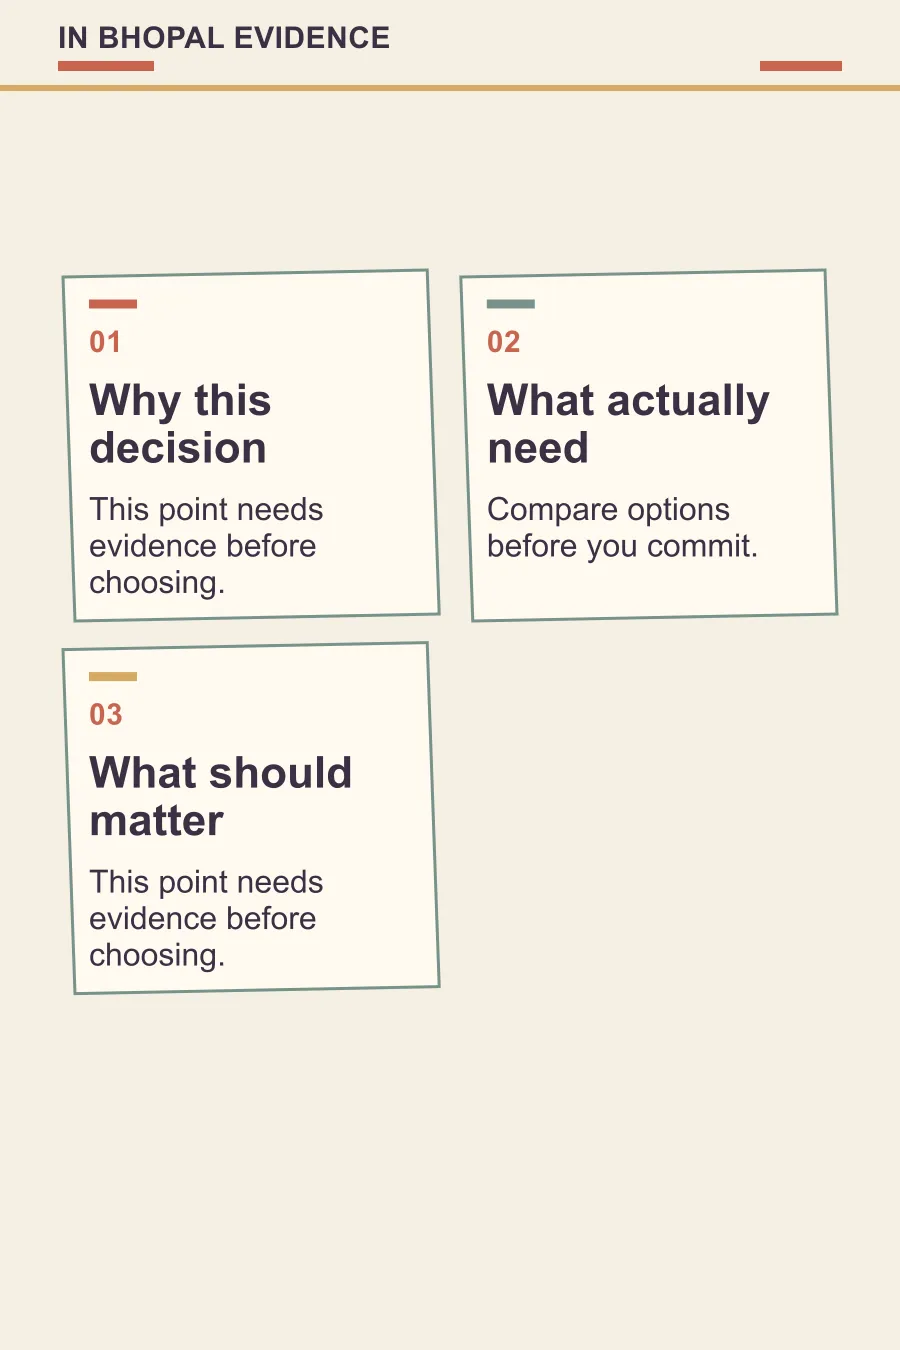 IN BHOPAL EVIDENCE
01
Why this
decision
This point needs
evidence before
choosing.
02
What actually
need
Compare options
before you commit.
03
What should
matter
This point needs
evidence before
choosing.